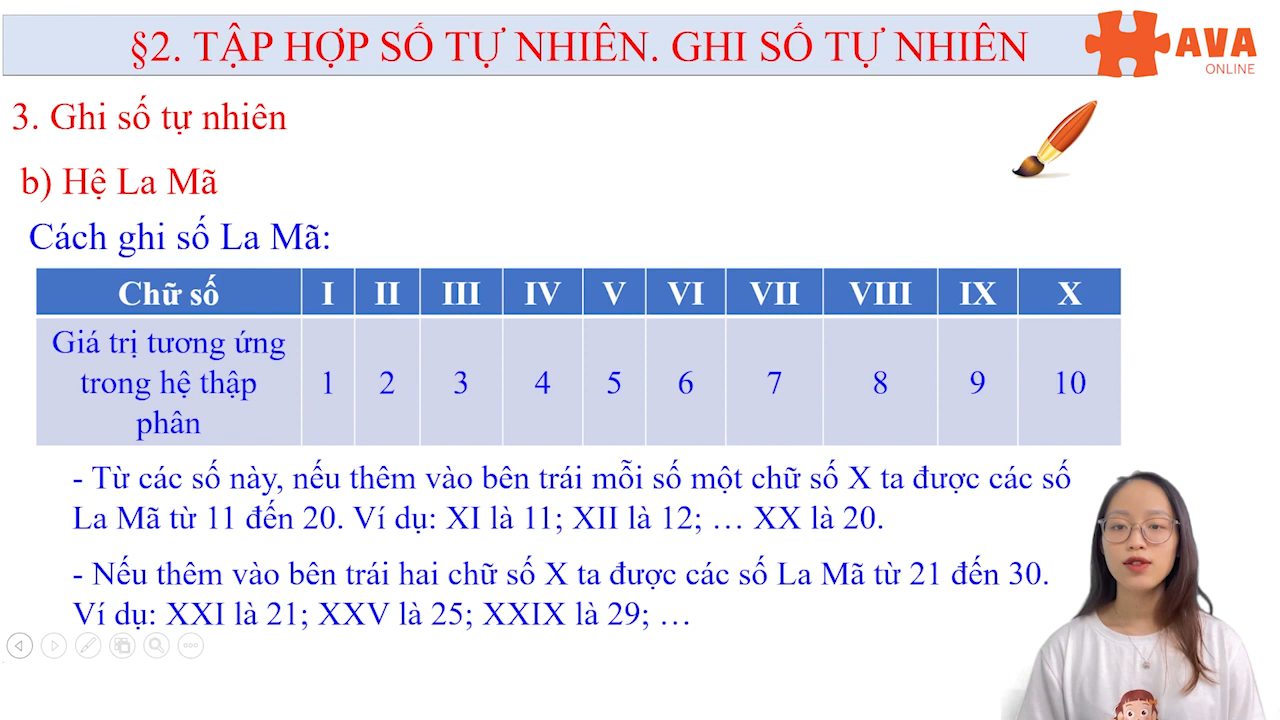 §2. TẬP HỢP SỐ TỰ NHIÊN. GHI SỐ TỰ NHIÊN
AVA
ONLINE
3. Ghi số tự nhiên
b) Hệ La Mã
Cách ghi số La Mã:
Chữ số I II III IV V VI VII VIII IX X
Giá trị tương ứng
trong hệ thập
phân
1 2 3 4 5 6 7 8 9 10
- Từ các số này, nếu thêm vào bên trái mỗi số một chữ số X ta được các số
La Mã từ 11 đến 20. Ví dụ: XI là 11; XII là 12; … XX là 20.
- Nếu thêm vào bên trái hai chữ số X ta được các số La Mã từ 21 đến 30.
Ví dụ: XXI là 21; XXV là 25; XXIX là 29; …